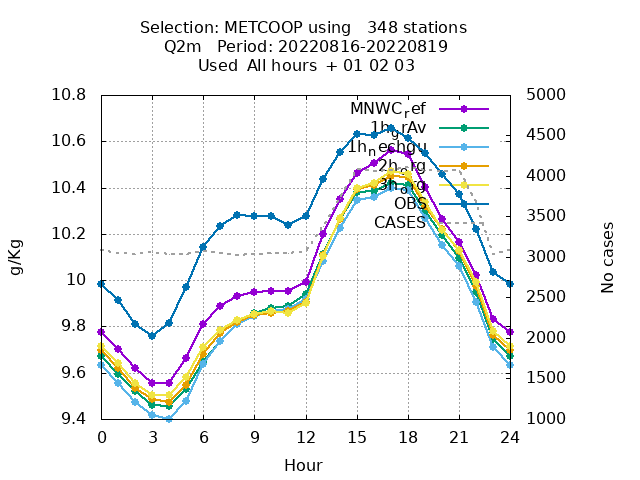 Selection: METCOOP using   348 stations
Q2m   Period: 20220816-20220819
Used  All hours  + 01 02 03
10.8
10.6
10.4
10.2
10
9.8
9.6
9.4
g/Kg
5000
4500
4000
3500
3000
2500
2000
1500
1000
No cases
MNWC_ref
1h_grAv
1h_nechgu
2h_org
3h_org
OBS
CASES
0 3 6 9 12 15 18 21 24
Hour